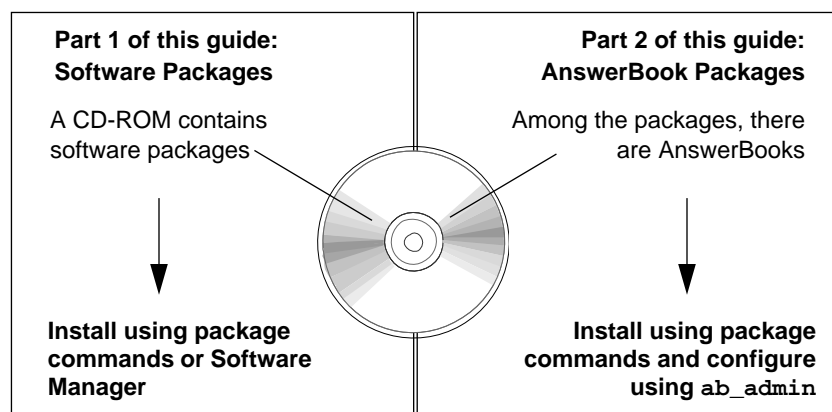 Part 1 of this guide:
Software Packages
A CD-ROM contains
software packages
Install using package
commands or Software
Manager
Part 2 of this guide:
AnswerBook Packages
Among the packages, there
are AnswerBooks
Install using package
commands and configure
using ab_admin